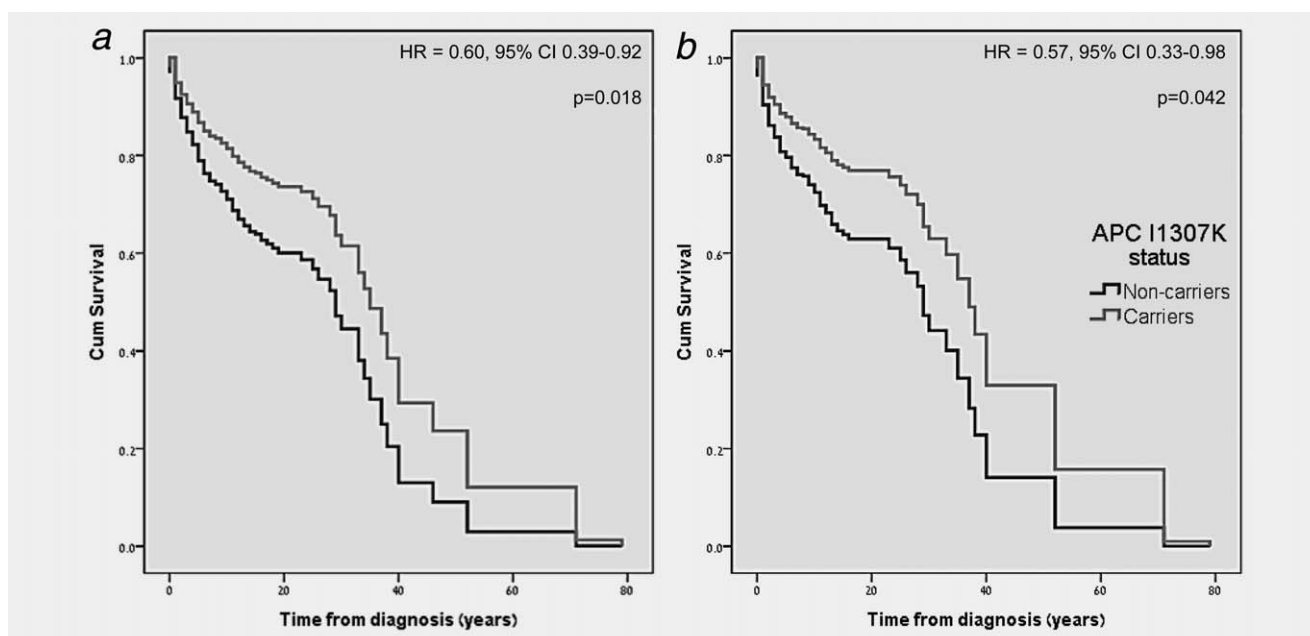 a
HR = 0.60, 95% CI 0.39-0.92
p=0.018
1.0
0.8
0.6
0.4
0.2
0.0
Cum Survival
0 20 40 60 80
Time from diagnosis (years)
b
HR = 0.57, 95% CI 0.33-0.98
p=0.042
1.0
0.8
0.6
0.4
0.2
0.0
Cum Survival
APC I1307K
status
Non-carriers
Carriers
0 20 40 60 80
Time from diagnosis (years)